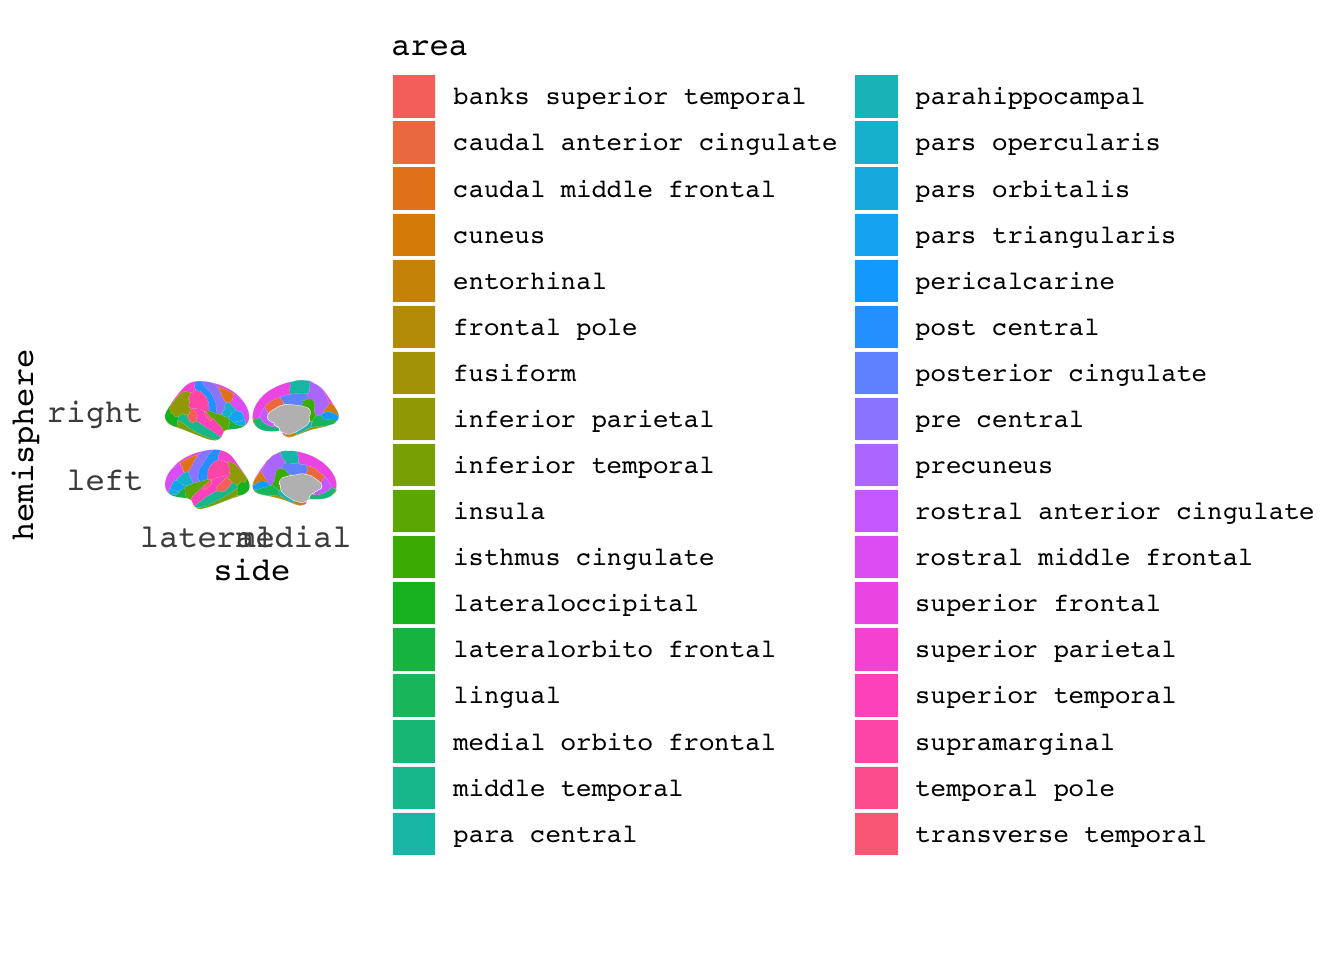 area
banks superior temporal
caudal anterior cingulate
caudal middle frontal
cuneus
entorhinal
frontal pole
fusiform
inferior parietal
inferior temporal
insula
isthmus cingulate
lateraloccipital
lateralorbito frontal
lingual
medial orbito frontal
middle temporal
para central
parahippocampal
pars opercularis
pars orbitalis
pars triangularis
pericalcarine
post central
posterior cingulate
pre central
precuneus
rostral anterior cingulate
rostral middle frontal
superior frontal
superior parietal
superior temporal
supramarginal
temporal pole
transverse temporal
hemisphere
right
left
lateral medial
side